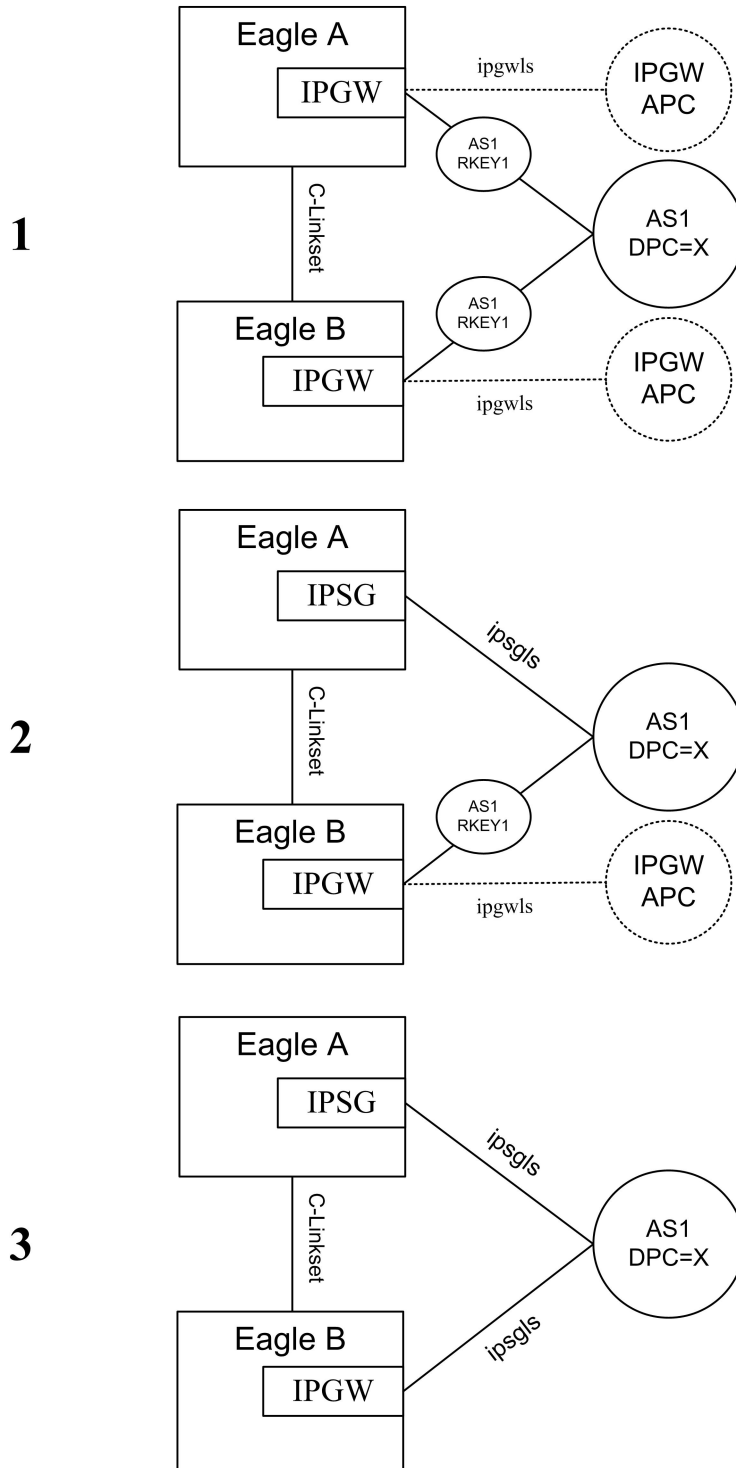 1
Eagle A
IPGW
ipgwls
IPGW
APC
AS1
RKEY1
C-Linkset
AS1
DPC=X
AS1
RKEY1
Eagle B
IPGW
ipgwls
IPGW
APC
2
Eagle A
IPSG
ipsgls
C-Linkset
AS1
DPC=X
AS1
RKEY1
Eagle B
IPGW
ipgwls
IPGW
APC
3
Eagle A
IPSG
ipsgls
C-Linkset
AS1
DPC=X
Eagle B
IPGW
ipsgls